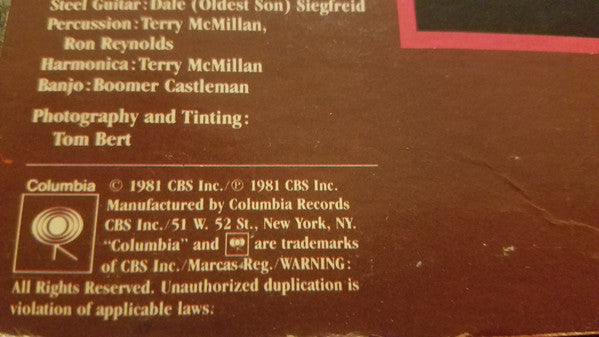 Steel Guitar: Dale (Oldest Son) Siegfreid
Percussion: Terry McMillan,
Ron Reynolds
Harmonica: Terry McMillan
Banjo: Boomer Castleman
Photography and Tinting:
Tom Bert
Columbia © 1981 CBS Inc./℗ 1981 CBS Inc.
Manufactured by Columbia Records
CBS Inc./51 W. 52 St., New York, NY.
"Columbia" and are trademarks
of CBS Inc./Marcas Reg./WARNING:
All Rights Reserved. Unauthorized duplication is
violation of applicable laws.